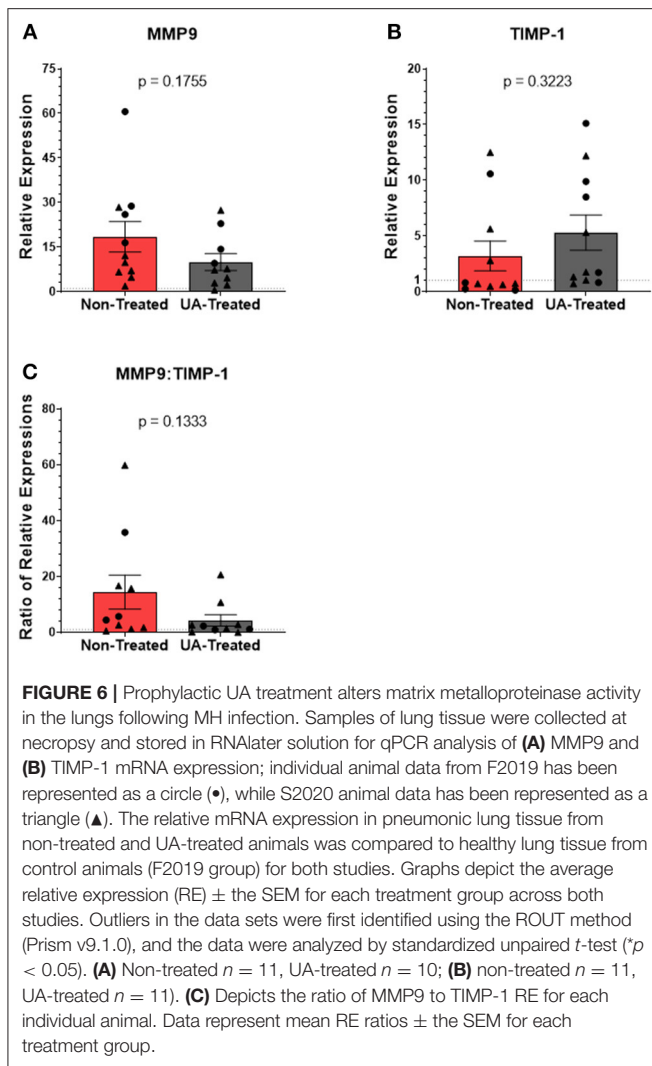 A
MMP9
75
60
45
30
15
0
Relative Expression
p = 0.1755
Non-Treated UA-Treated
B
TIMP-1
20
15
10
5
1
0
Relative Expression
p = 0.3223
Non-Treated UA-Treated
C
MMP9:TIMP-1
80
60
40
20
0
Ratio of Relative Expressions
p = 0.1333
Non-Treated UA-Treated
FIGURE 6 | Prophylactic UA treatment alters matrix metalloproteinase activity
in the lungs following MH infection. Samples of lung tissue were collected at
necropsy and stored in RNAlater solution for qPCR analysis of (A) MMP9 and
(B) TIMP-1 mRNA expression; individual animal data from F2019 has been
represented as a circle (●), while S2020 animal data has been represented as a
triangle (▲). The relative mRNA expression in pneumonic lung tissue from
non-treated and UA-treated animals was compared to healthy lung tissue from
control animals (F2019 group) for both studies. Graphs depict the average
relative expression (RE) ± the SEM for each treatment group across both
studies. Outliers in the data sets were first identified using the ROUT method
(Prism v9.1.0), and the data were analyzed by standardized unpaired t-test (*p
< 0.05). (A) Non-treated n = 11, UA-treated n = 10; (B) non-treated n = 11,
UA-treated n = 11). (C) Depicts the ratio of MMP9 to TIMP-1 RE for each
individual animal. Data represent mean RE ratios ± the SEM for each
treatment group.